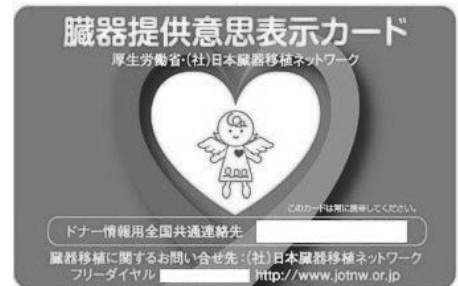 臓器提供意思表示カード
厚生労働省・(社)日本臓器移植ネットワーク
このカードは常に携帯してください。
ドナー情報用全国共通連絡先
臓器移植に関するお問い合せ先:(社)日本臓器移植ネットワーク
フリーダイヤル http://www.jotnw.or.jp